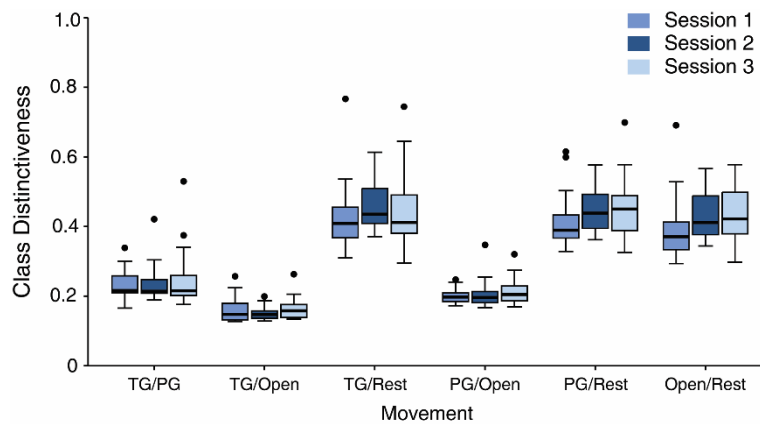 1.0
0.8
0.6
0.4
0.2
0
Class Distinctiveness
Session 1
Session 2
Session 3
TG/PG
TG/Open
TG/Rest
PG/Open
PG/Rest
Open/Rest
Movement